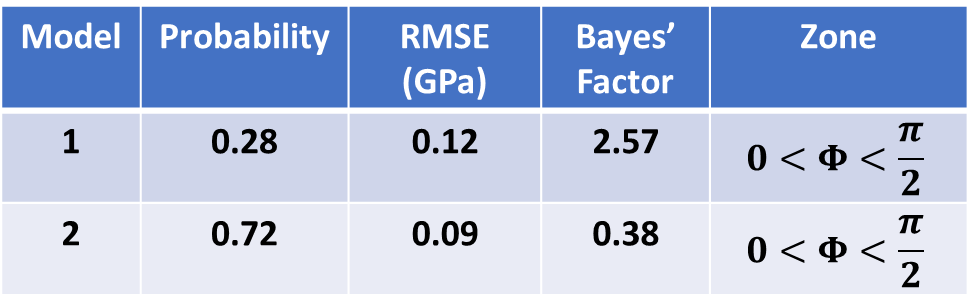 Model Probability RMSE (GPa) Bayes’ Factor Zone
1 0.28 0.12 2.57 0 < Φ < π/2
2 0.72 0.09 0.38 0 < Φ < π/2